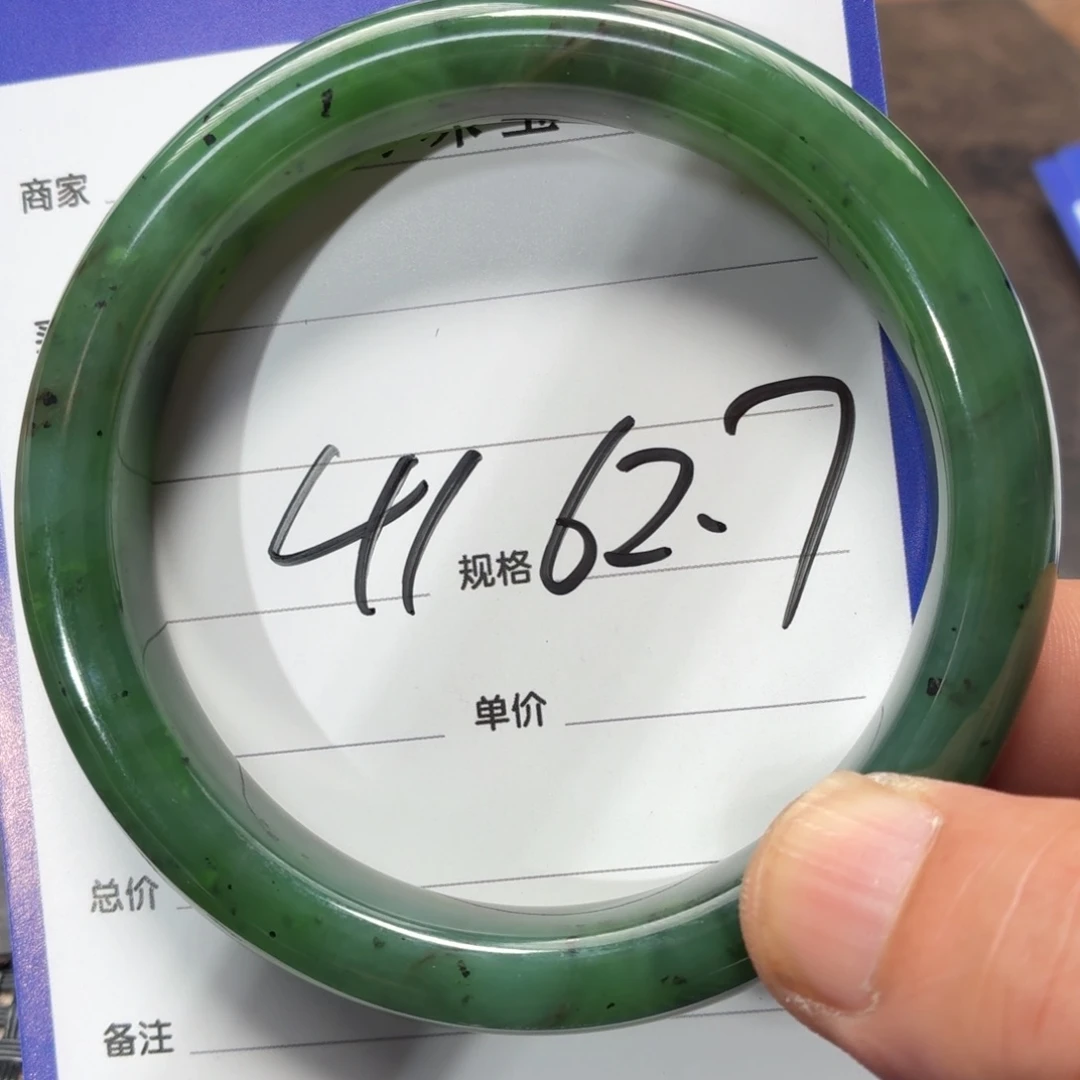 商家
41 规格 62.7
单价
总价
备注